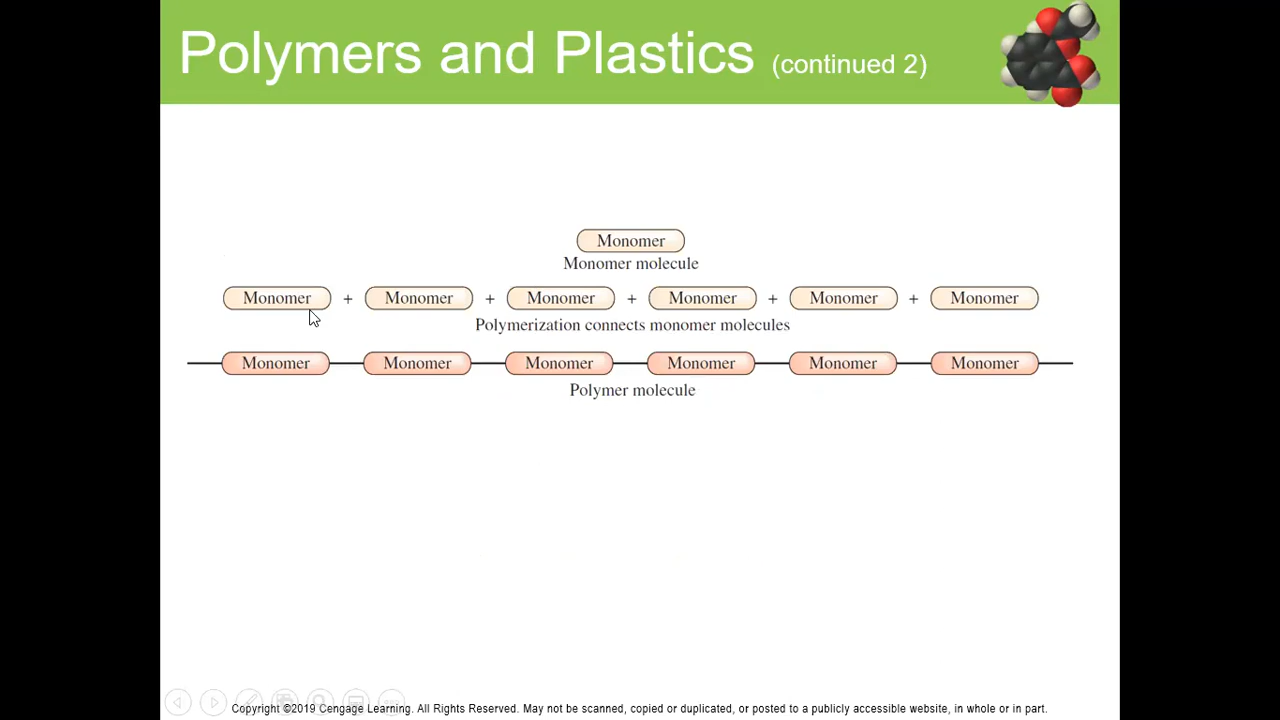 Polymers and Plastics (continued 2)
Monomer
Monomer molecule
Monomer + Monomer + Monomer + Monomer + Monomer + Monomer
Polymerization connects monomer molecules
Monomer Monomer Monomer Monomer Monomer Monomer
Polymer molecule
Copyright ©2019 Cengage Learning. All Rights Reserved. May not be scanned, copied or duplicated, or posted to a publicly accessible website, in whole or in part.